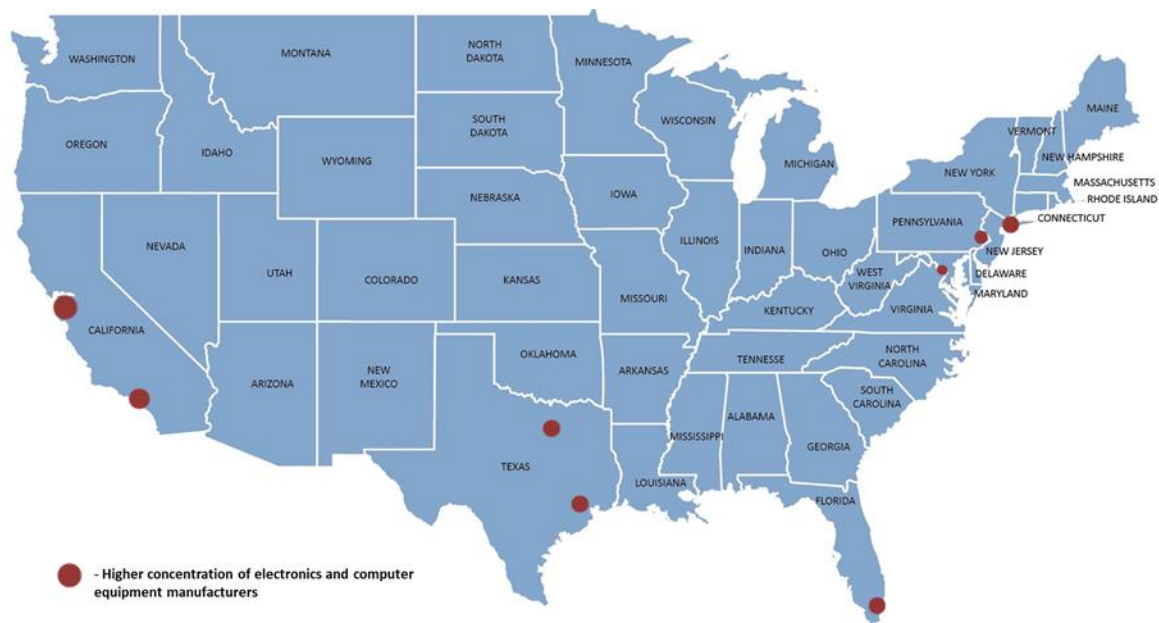 WASHINGTON
MONTANA
NORTH
DAKOTA
MINNESOTA
MAINE
OREGON
IDAHO
WYOMING
SOUTH
DAKOTA
WISCONSIN
MICHIGAN
VERMONT
NEW HAMPSHIRE
NEW YORK
MASSACHUSETTS
RHODE ISLAND
CONNECTICUT
NEBRASKA
IOWA
PENNSYLVANIA
NEVADA
UTAH
COLORADO
KANSAS
ILLINOIS
INDIANA
OHIO
NEW JERSEY
WEST
VIRGINIA
DELAWARE
MARYLAND
CALIFORNIA
MISSOURI
KENTUCKY
VIRGINIA
ARIZONA
NEW
MEXICO
OKLAHOMA
ARKANSAS
TENNESSE
NORTH
CAROLINA
SOUTH
CAROLINA
TEXAS
LOUISIANA
MISSISSIPPI
ALABAMA
GEORGIA
FLORIDA
- Higher concentration of electronics and computer
equipment manufacturers